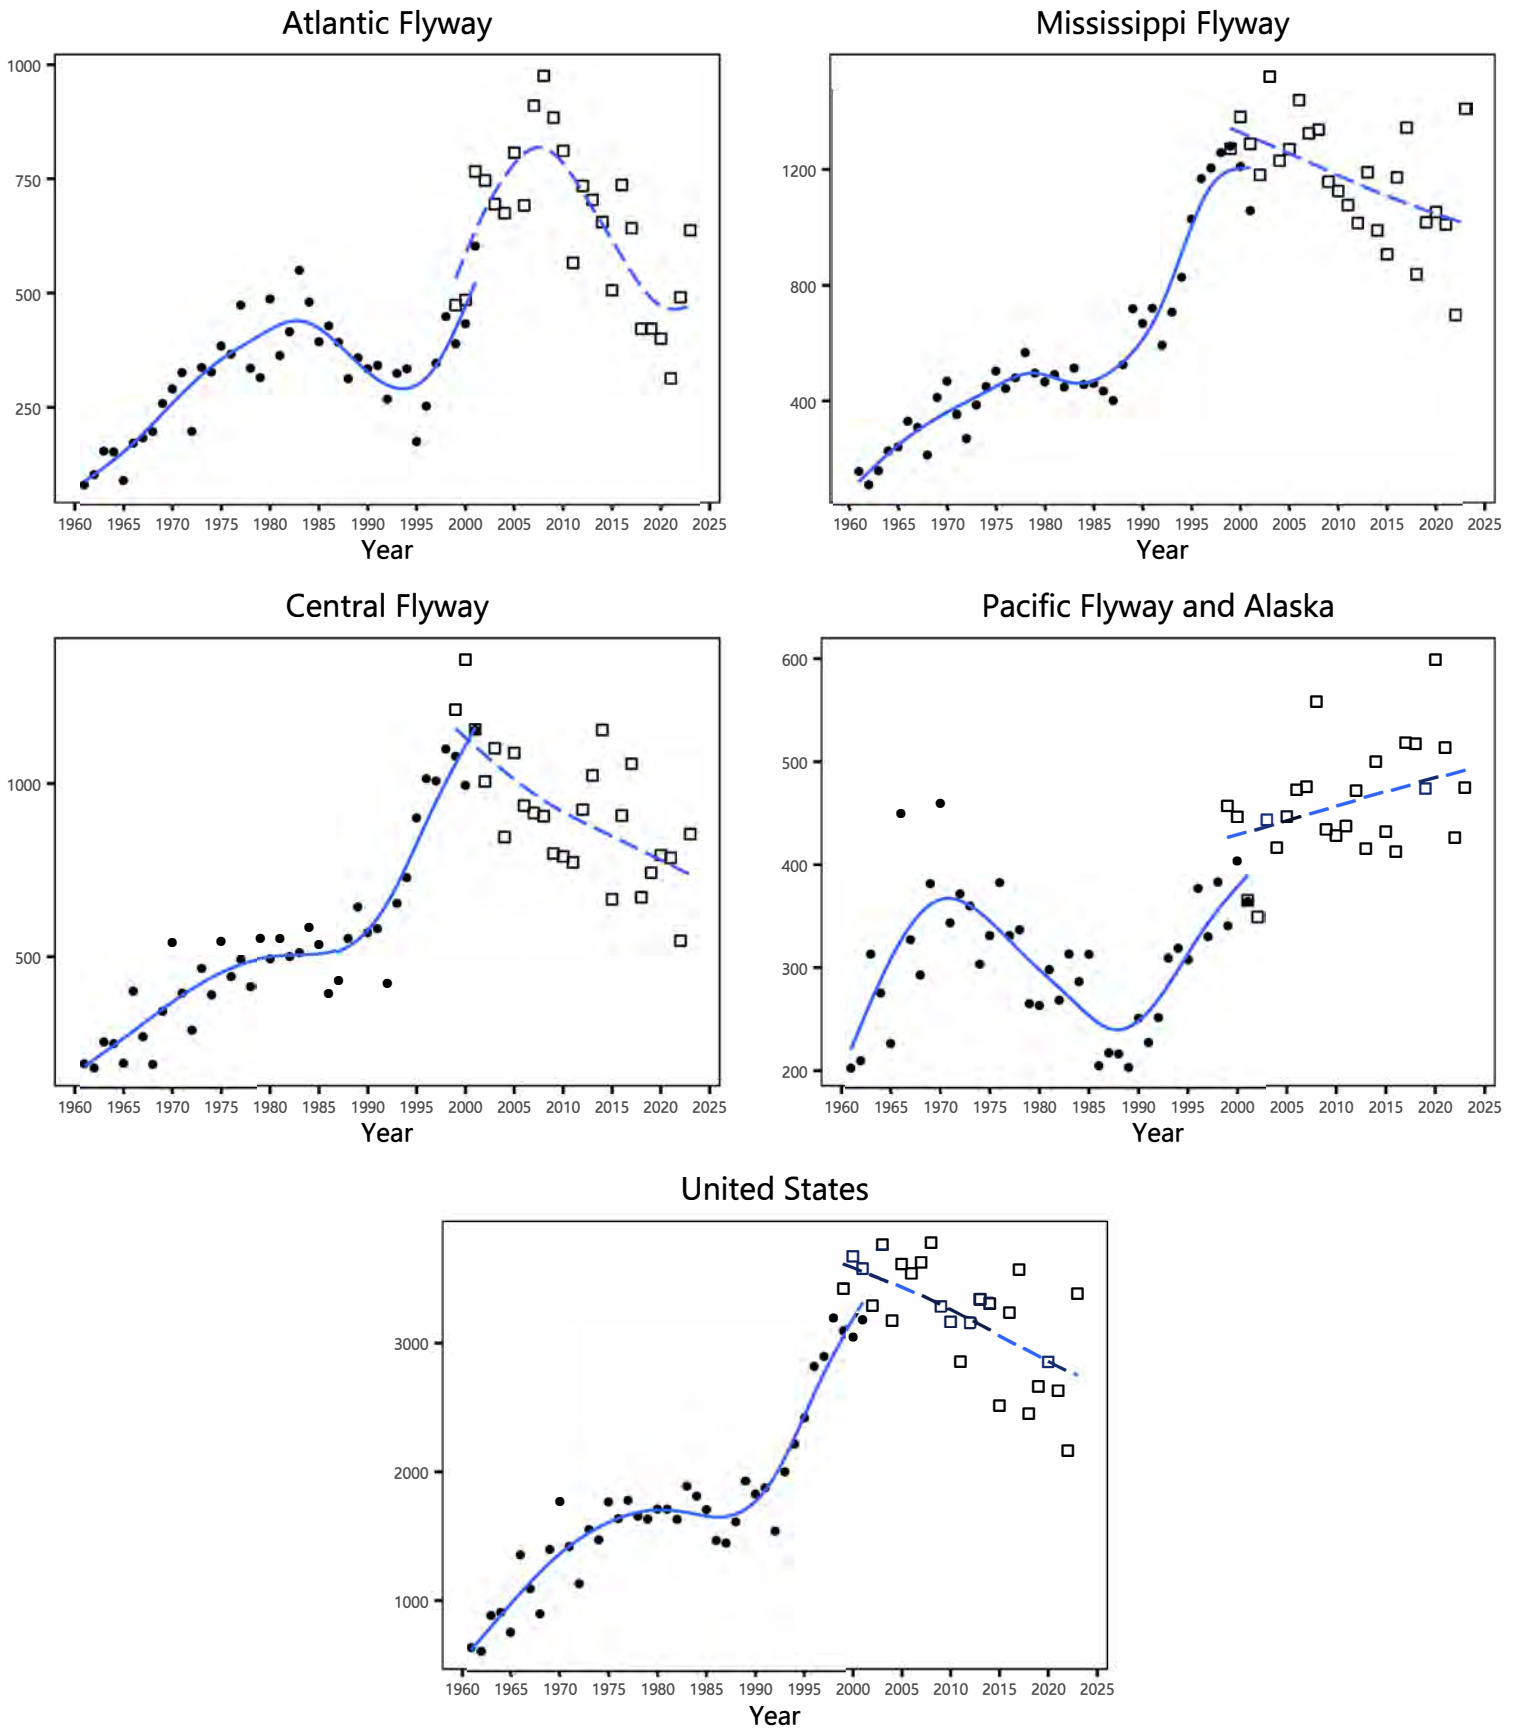 Atlantic Flyway
1000
750
500
250
1960 1965 1970 1975 1980 1985 1990 1995 2000 2005 2010 2015 2020 2025
Year
Mississippi Flyway
1200
800
400
1960 1965 1970 1975 1980 1985 1990 1995 2000 2005 2010 2015 2020 2025
Year
Central Flyway
1000
500
1960 1965 1970 1975 1980 1985 1990 1995 2000 2005 2010 2015 2020 2025
Year
Pacific Flyway and Alaska
600
500
400
300
200
1960 1965 1970 1975 1980 1985 1990 1995 2000 2005 2010 2015 2020 2025
Year
United States
3000
2000
1000
1960 1965 1970 1975 1980 1985 1990 1995 2000 2005 2010 2015 2020 2025
Year